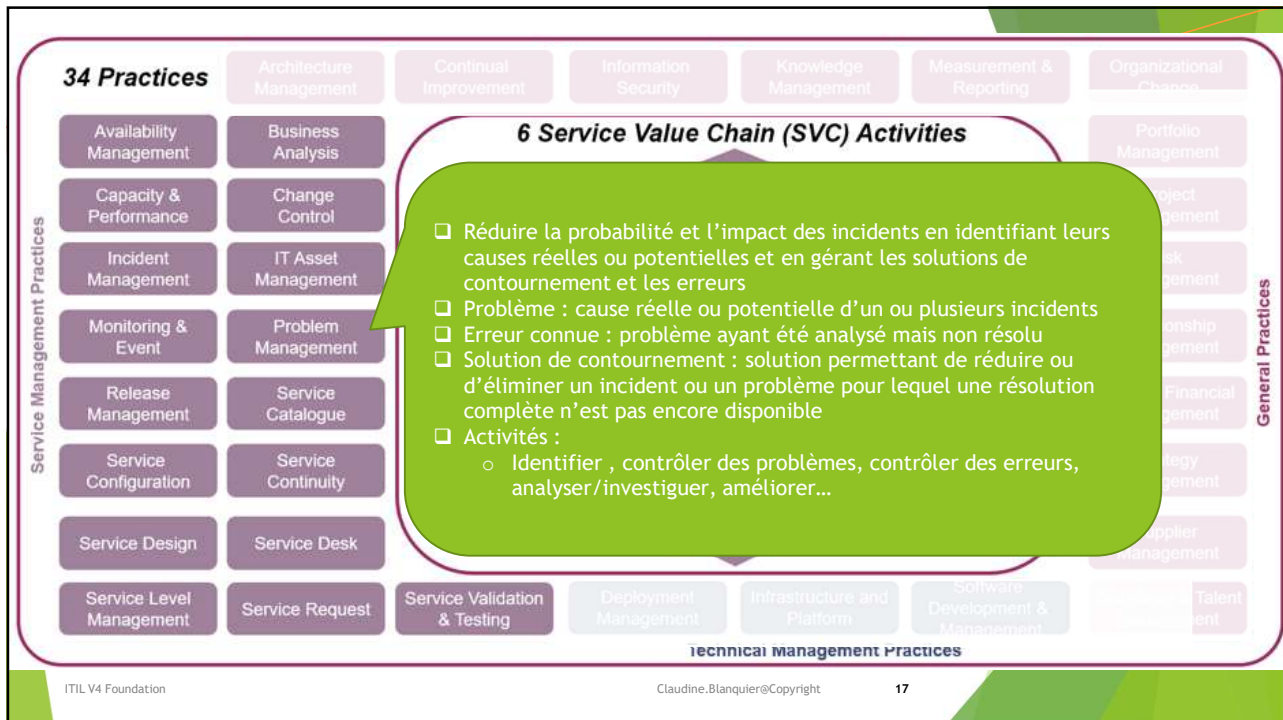 34 Practices
Architecture
Management
Continual
Improvement
Information
Security
Knowledge
Management
Measurement &
Reporting
Organizational
Change
Availability
Management
Business
Analysis
6 Service Value Chain (SVC) Activities
Portfolio
Management
Capacity &
Performance
Change
Control
Incident
Management
IT Asset
Management
Monitoring &
Event
Problem
Management
Release
Management
Service
Catalogue
Service
Configuration
Service
Continuity
Service Design
Service Desk
Service Level
Management
Service Request
Service Validation
& Testing
Deployment
Management
Infrastructure and
Platform
Software
Development &
Management
Management
Talent
Financial
Service Management Practices
General Practices
Technical Management Practices
❑ Réduire la probabilité et l’impact des incidents en identifiant leurs
causes réelles ou potentielles et en gérant les solutions de
contournement et les erreurs
❑ Problème : cause réelle ou potentielle d’un ou plusieurs incidents
❑ Erreur connue : problème ayant été analysé mais non résolu
❑ Solution de contournement : solution permettant de réduire ou
d’éliminer un incident ou un problème pour lequel une résolution
complète n’est pas encore disponible
❑ Activités :
o Identifier , contrôler des problèmes, contrôler des erreurs,
analyser/investiguer, améliorer…
ITIL V4 Foundation
Claudine.Blanquier@Copyright
17